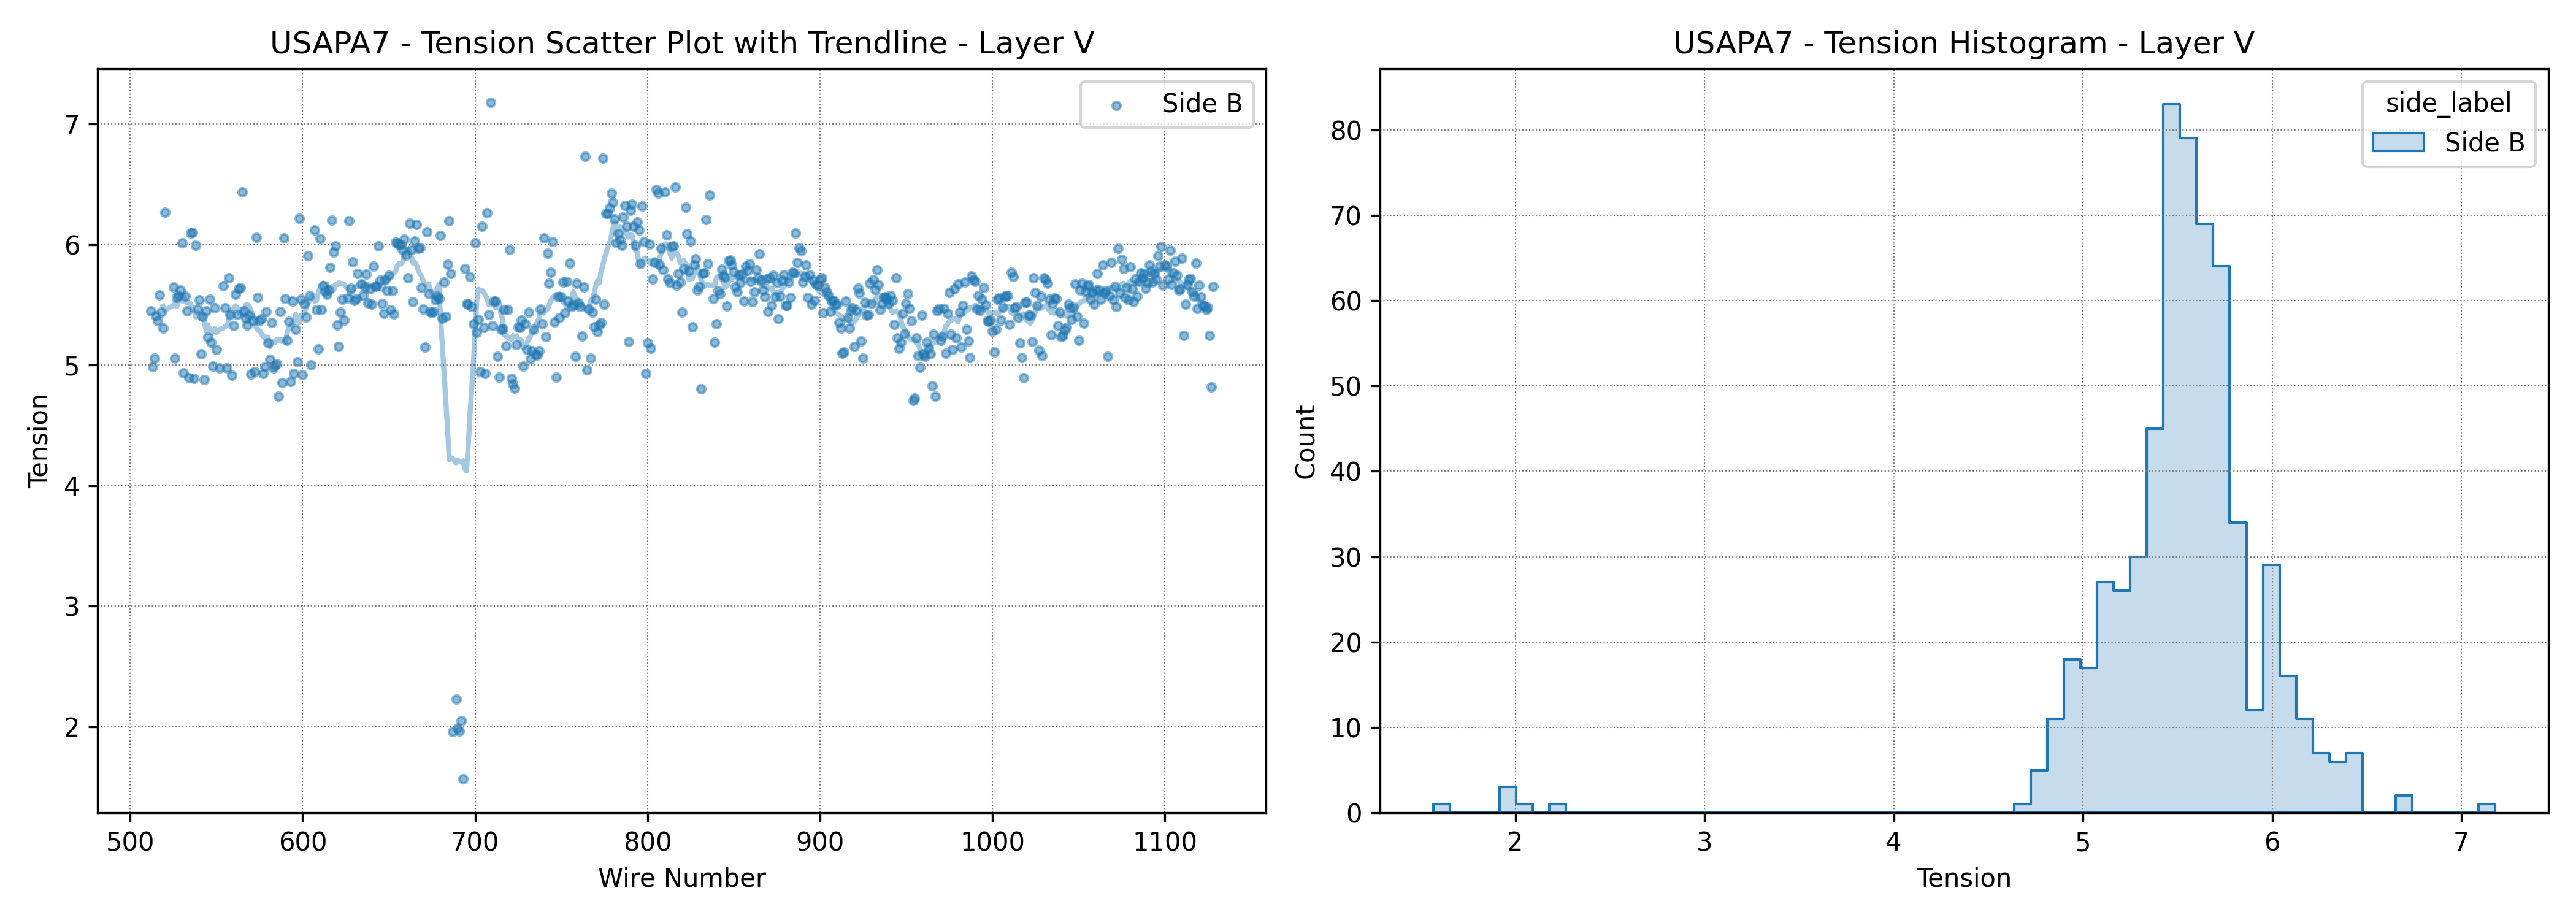 USAPA7 - Tension Scatter Plot with Trendline - Layer V
Side B
7
6
5
4
3
2
Tension
500 600 700 800 900 1000 1100
Wire Number
USAPA7 - Tension Histogram - Layer V
side_label
Side B
80
70
60
50
40
30
20
10
0
Count
2 3 4 5 6 7
Tension